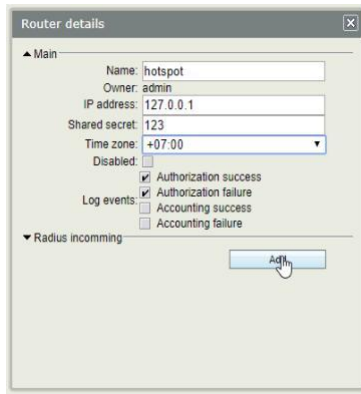 Router details
Main
Name: hotspot
Owner: admin
IP address: 127.0.0.1
Shared secret: 123
Time zone: +07:00
Disabled:
Log events:
Authorization success
Authorization failure
Accounting success
Accounting failure
Radius incomming